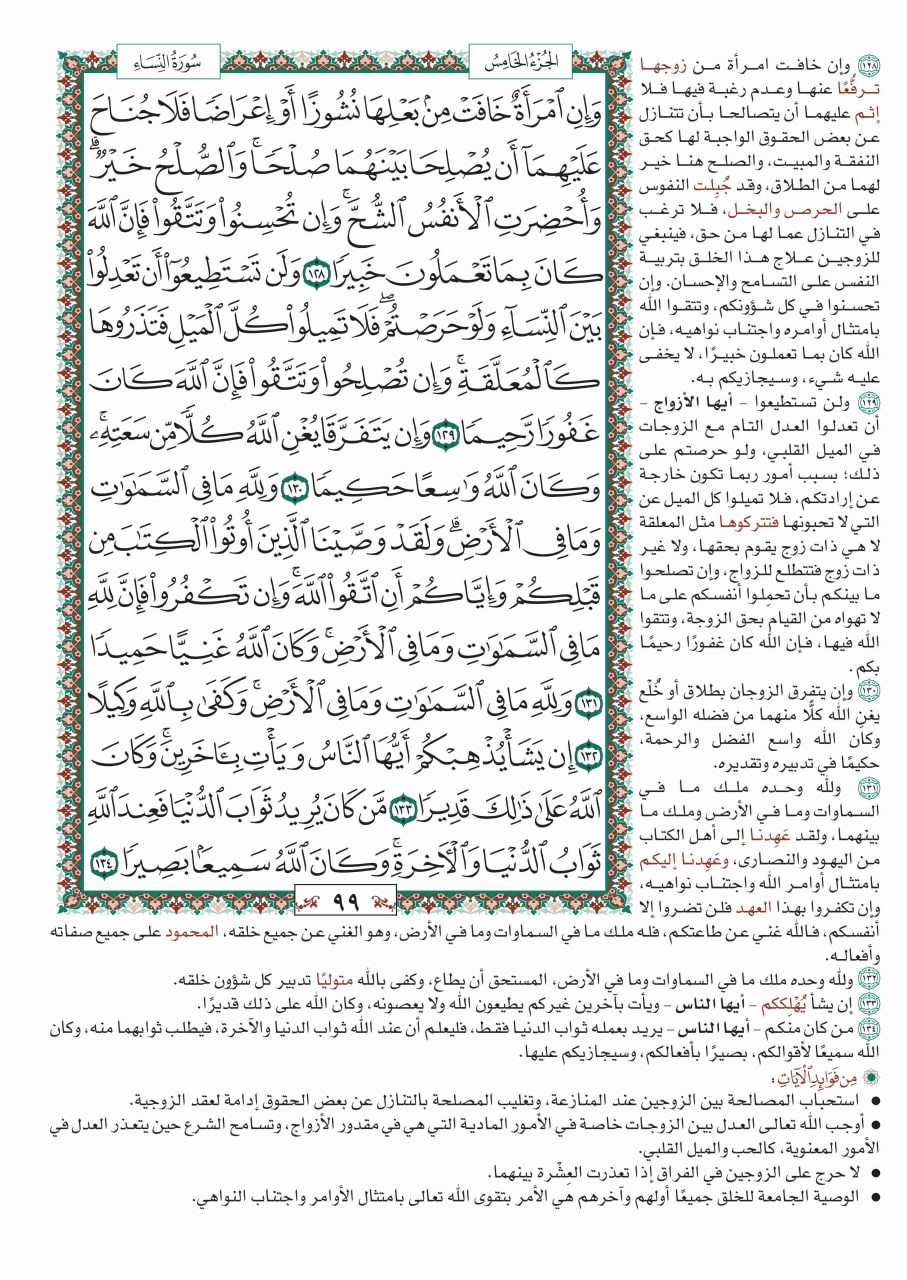 سُورَةُ النِّسَاءِ
الجُزْءُ الخَامِسُ
وَإِنِ ٱمْرَأَةٌ خَافَتْ مِنۢ بَعْلِهَا نُشُوزًا أَوْ إِعْرَاضًا فَلَا جُنَاحَ
عَلَيْهِمَآ أَن يُصْلِحَا بَيْنَهُمَا صُلْحًا ۚ وَٱلصُّلْحُ خَيْرٌ ۗ
وَأُحْضِرَتِ ٱلْأَنفُسُ ٱلشُّحَّ ۚ وَإِن تُحْسِنُوا۟ وَتَتَّقُوا۟ فَإِنَّ ٱللَّهَ
كَانَ بِمَا تَعْمَلُونَ خَبِيرًا ١٢٨ وَلَن تَسْتَطِيعُوٓا۟ أَن تَعْدِلُوا۟
بَيْنَ ٱلنِّسَآءِ وَلَوْ حَرَصْتُمْ ۖ فَلَا تَمِيلُوا۟ كُلَّ ٱلْمَيْلِ فَتَذَرُوهَا
كَٱلْمُعَلَّقَةِ ۚ وَإِن تُصْلِحُوا۟ وَتَتَّقُوا۟ فَإِنَّ ٱللَّهَ كَانَ
غَفُورًا رَّحِيمًا ١٢٩ وَإِن يَتَفَرَّقَا يُغْنِ ٱللَّهُ كُلًّا مِّن سَعَتِهِۦ ۚ
وَكَانَ ٱللَّهُ وَٰسِعًا حَكِيمًا ١٣٠ وَلِلَّهِ مَا فِى ٱلسَّمَٰوَٰتِ
وَمَا فِى ٱلْأَرْضِ ۗ وَلَقَدْ وَصَّيْنَا ٱلَّذِينَ أُوتُوا۟ ٱلْكِتَٰبَ مِن
قَبْلِكُمْ وَإِيَّاكُمْ أَنِ ٱتَّقُوا۟ ٱللَّهَ ۚ وَإِن تَكْفُرُوا۟ فَإِنَّ لِلَّهِ
مَا فِى ٱلسَّمَٰوَٰتِ وَمَا فِى ٱلْأَرْضِ ۚ وَكَانَ ٱللَّهُ غَنِيًّا حَمِيدًا
١٣١ وَلِلَّهِ مَا فِى ٱلسَّمَٰوَٰتِ وَمَا فِى ٱلْأَرْضِ ۚ وَكَفَىٰ بِٱللَّهِ وَكِيلًا
١٣٢ إِن يَشَأْ يُذْهِبْكُمْ أَيُّهَا ٱلنَّاسُ وَيَأْتِ بِـَٔاخَرِينَ ۚ وَكَانَ
ٱللَّهُ عَلَىٰ ذَٰلِكَ قَدِيرًا ١٣٣ مَّن كَانَ يُرِيدُ ثَوَابَ ٱلدُّنْيَا فَعِندَ ٱللَّهِ
ثَوَابُ ٱلدُّنْيَا وَٱلْأَخِرَةِ ۚ وَكَانَ ٱللَّهُ سَمِيعًۢا بَصِيرًا ١٣٤
٩٩
١٢٨ وإن خافت امرأة من زوجها
ترفُّعًا عنها وعدم رغبة فيها فلا
إثم عليهما أن يتصالحا بأن تتنازل
عن بعض الحقوق الواجبة لها كحق
النفقة والمبيت، والصلح هنا خير
لهما من الطلاق، وقد جُبِلت النفوس
على الحرص والبخل، فلا ترغب
في التنازل عما لها من حق، فينبغي
للزوجين علاج هذا الخلق بتربية
النفس على التسامح والإحسان. وإن
تحسنوا في كل شؤونكم، وتتقوا الله
بامتثال أوامره واجتناب نواهيه، فإن
الله كان بما تعملون خبيرًا، لا يخفى
عليه شيء، وسيجازيكم به.
١٢٩ ولن تستطيعوا – أيها الأزواج –
أن تعدلوا العدل التام مع الزوجات
في الميل القلبي، ولو حرصتم على
ذلك؛ بسبب أمور ربما تكون خارجة
عن إرادتكم، فلا تميلوا كل الميل عن
التي لا تحبونها فتتركوها مثل المعلقة
لا هي ذات زوج يقوم بحقها، ولا غير
ذات زوج فتتطلع للزواج، وإن تصلحوا
ما بينكم بأن تحمِلوا أنفسكم على ما
لا تهواه من القيام بحق الزوجة، وتتقوا
الله فيها، فإن الله كان غفورًا رحيمًا
بكم.
١٣٠ وإن يتفرق الزوجان بطلاق أو خُلْع
يغن الله كلًّا منهما من فضله الواسع،
وكان الله واسع الفضل والرحمة،
حكيمًا في تدبيره وتقديره.
١٣١ ولله وحده ملك ما في
السماوات وما في الأرض وملك ما
بينهما، ولقد عَهِدنا إلى أهل الكتاب
من اليهود والنصارى، وعَهِدنا إليكم
بامتثال أوامر الله واجتناب نواهيه،
وإن تكفروا بهذا العهد فلن تضروا إلا
أنفسكم، فالله غني عن طاعتكم، فله ملك ما في السماوات وما في الأرض، وهو الغني عن جميع خلقه، المحمود على جميع صفاته
وأفعاله.
١٣٢ ولله وحده ملك ما في السماوات وما في الأرض، المستحق أن يطاع، وكفى بالله متوليًا تدبير كل شؤون خلقه.
١٣٣ إن يشأ يُهْلِككم – أيها الناس – ويأت بآخرين غيركم يطيعون الله ولا يعصونه، وكان الله على ذلك قديرًا.
١٣٤ من كان منكم – أيها الناس – يريد بعمله ثواب الدنيا فقط، فليعلم أن عند الله ثواب الدنيا والآخرة، فيطلب ثوابهما منه، وكان
الله سميعًا لأقوالكم، بصيرًا بأفعالكم، وسيجازيكم عليها.
مِن فَوَائِدِ الآيَاتِ:
• استحباب المصالحة بين الزوجين عند المنازعة، وتغليب المصلحة بالتنازل عن بعض الحقوق إدامة لعقد الزوجية.
• أوجب الله تعالى العدل بين الزوجات خاصة في الأمور المادية التي هي في مقدور الأزواج، وتسامح الشرع حين يتعذر العدل في
الأمور المعنوية، كالحب والميل القلبي.
• لا حرج على الزوجين في الفراق إذا تعذرت العِشْرة بينهما.
• الوصية الجامعة للخلق جميعًا أولهم وآخرهم هي الأمر بتقوى الله تعالى بامتثال الأوامر واجتناب النواهي.